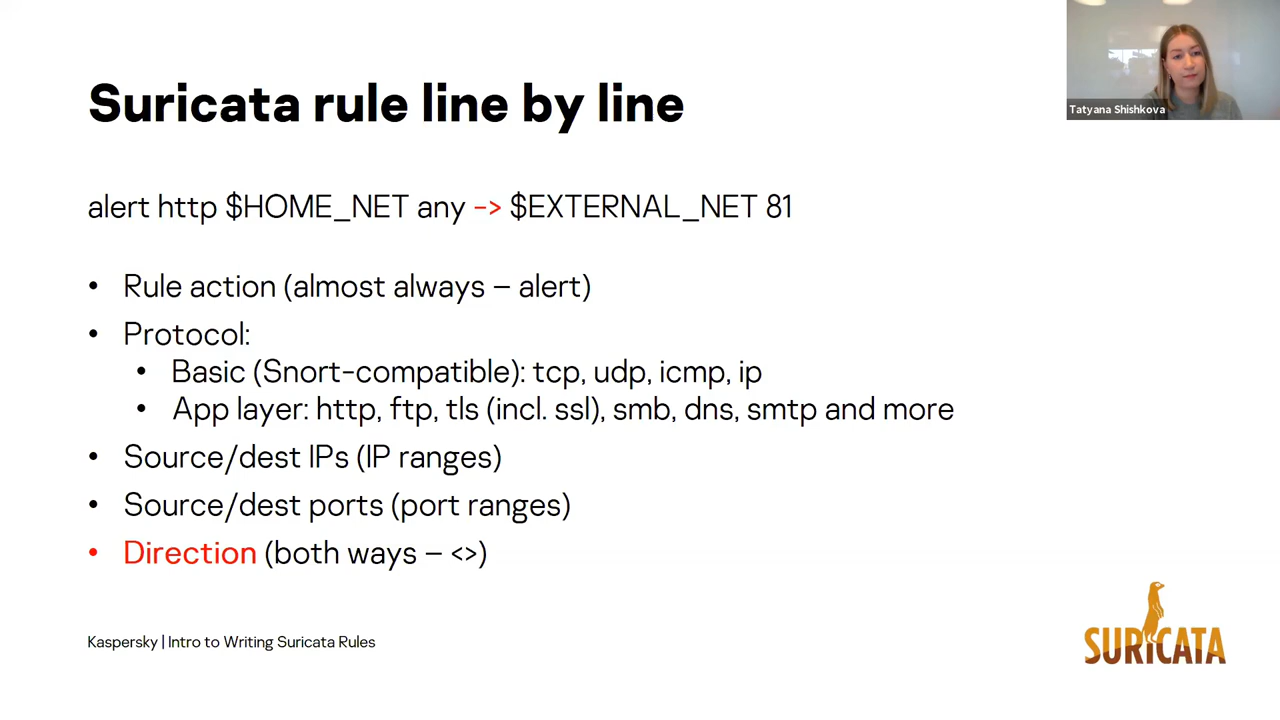 Suricata rule line by line
Tatyana Shishkova
alert http $HOME_NET any -> $EXTERNAL_NET 81
• Rule action (almost always – alert)
• Protocol:
• Basic (Snort-compatible): tcp, udp, icmp, ip
• App layer: http, ftp, tls (incl. ssl), smb, dns, smtp and more
• Source/dest IPs (IP ranges)
• Source/dest ports (port ranges)
• Direction (both ways – <>)
Kaspersky | Intro to Writing Suricata Rules
SURICATA